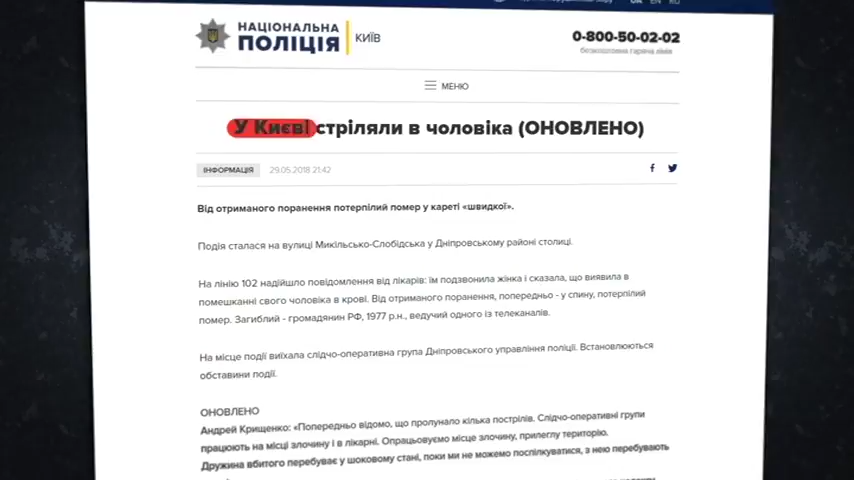 UA EN RU
НАЦІОНАЛЬНА
ПОЛІЦІЯ
КИЇВ
0-800-50-02-02
безкоштовна гаряча лінія
МЕНЮ
У Києві стріляли в чоловіка (ОНОВЛЕНО)
ІНФОРМАЦІЯ 29.05.2018 21:42
Від отриманого поранення потерпілий помер у кареті «швидкої».
Подія сталася на вулиці Микільсько-Слобідська у Дніпровському районі столиці.
На лінію 102 надійшло повідомлення від лікарів: їм подзвонила жінка і сказала, що виявила в
помешканні свого чоловіка в крові. Від отриманого поранення, попередньо - у спину, потерпілий
помер. Загиблий - громадянин РФ, 1977 р.н., ведучий одного із телеканалів.
На місце події виїхала слідчо-оперативна група Дніпровського управління поліції. Встановлюються
обставини події.
ОНОВЛЕНО
Андрей Крищенко: «Попередньо відомо, що пролунало кілька пострілів. Слідчо-оперативні групи
працюють на місці злочину і в лікарні. Опрацьовуємо місце злочину, прилеглу територію.
Дружина вбитого перебуває у шоковому стані, поки ми не можемо поспілкуватися, з нею перебувають